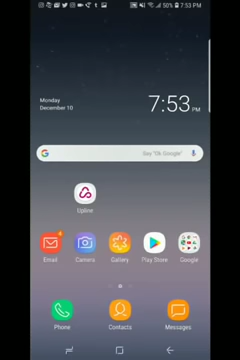 50% 7:53 PM
Monday
December 10
7:53 PM
Say "Ok Google"
Upline
6
Email
Camera
Gallery
Play Store
Google
Phone
Contacts
Messages